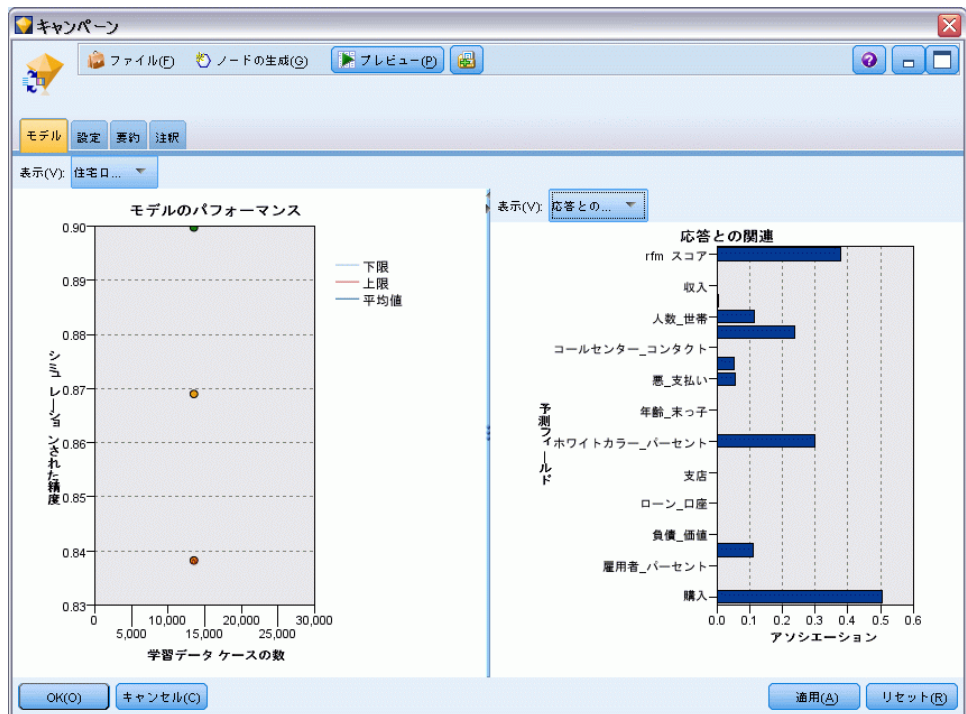 キャンペーン
ファイル(F) ノードの生成(G) プレビュー(P)
モデル 設定 要約 注釈
表示(V): 住宅ロ...
モデルのパフォーマンス
0.90
0.89
0.88
0.87
0.86
0.85
0.84
0.83
シミュレーションされた精度
0 5,000 10,000 15,000 20,000 25,000 30,000
学習データ ケースの数
下限
上限
平均値
表示(V): 応答との...
応答との関連
予測フィールド
rfm スコア
収入
人数_世帯
コールセンター_コンタクト
悪_支払い
年齢_末っ子
ホワイトカラー_パーセント
支店
ローン_口座
負債_価値
雇用者_パーセント
購入
0.0 0.1 0.2 0.3 0.4 0.5 0.6
アソシエーション
OK(O) キャンセル(C) 適用(A) リセット(R)